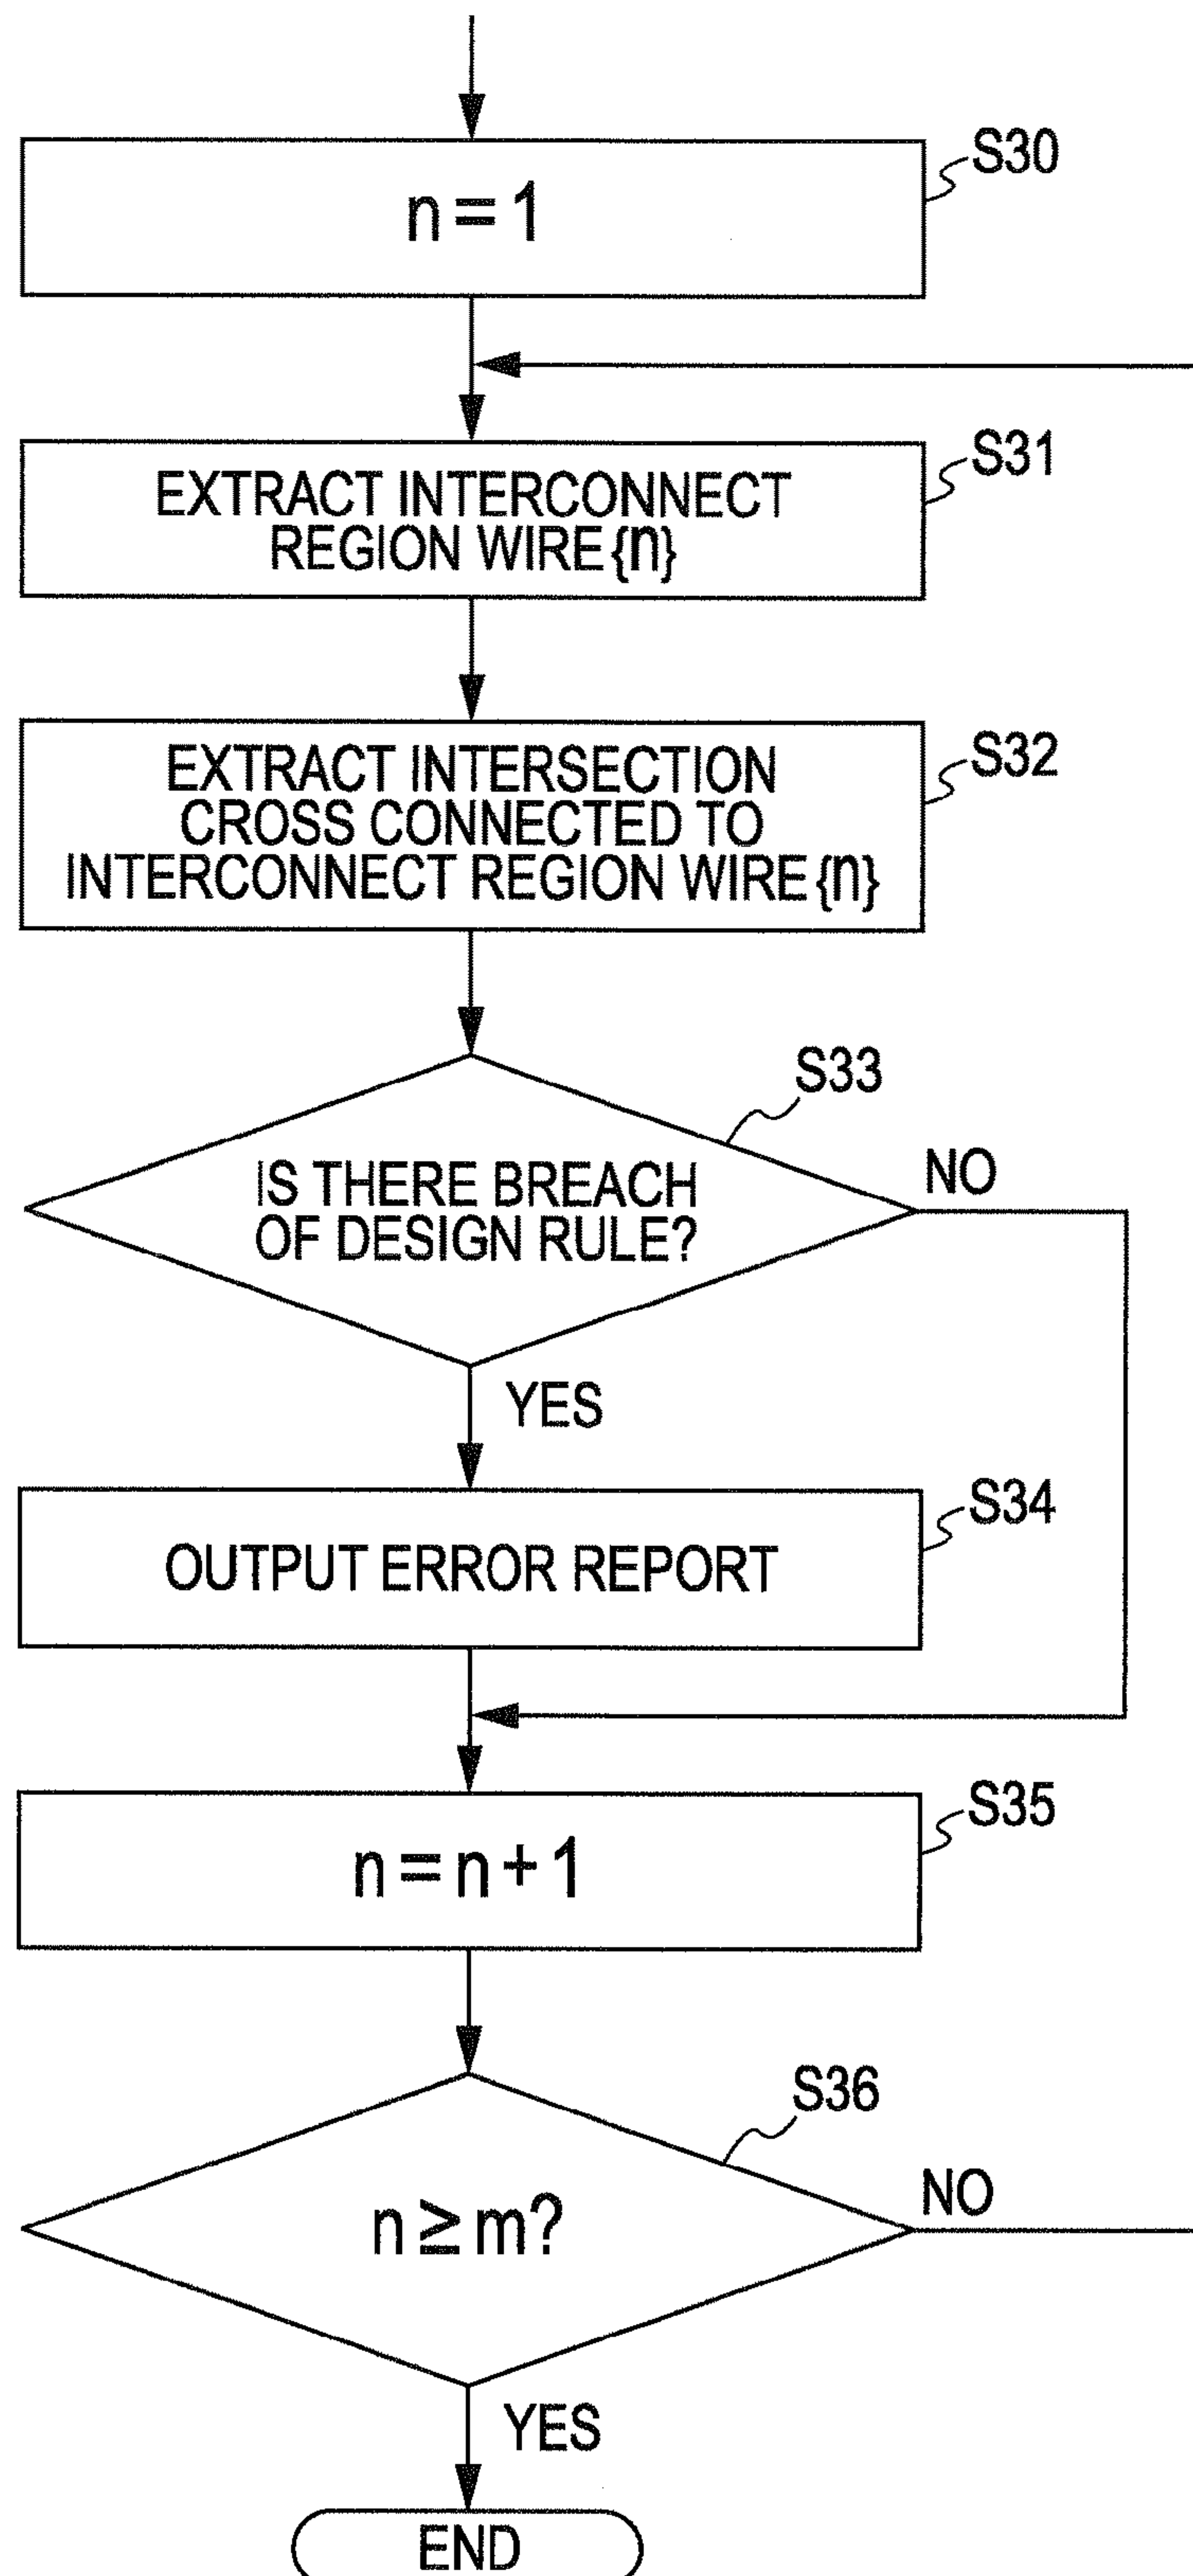 S30
n = 1
S31
EXTRACT INTERCONNECT
REGION WIRE{n}
S32
EXTRACT INTERSECTION
CROSS CONNECTED TO
INTERCONNECT REGION WIRE{n}
S33
IS THERE BREACH
OF DESIGN RULE?
NO
YES
S34
OUTPUT ERROR REPORT
S35
n = n + 1
S36
n ≧ m?
NO
YES
END